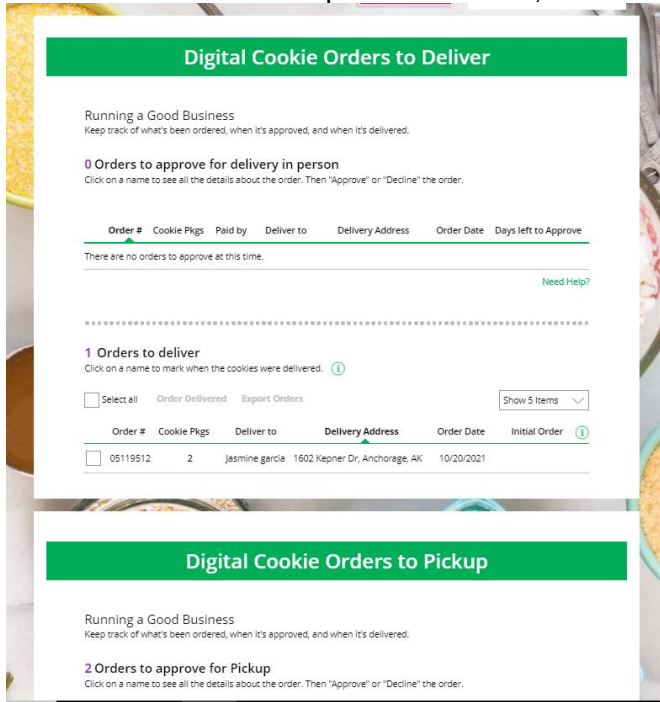 Digital Cookie Orders to Deliver
Running a Good Business
Keep track of what's been ordered, when it's approved, and when it's delivered.
0 Orders to approve for delivery in person
Click on a name to see all the details about the order. Then "Approve" or "Decline" the order.
Order # Cookie Pkgs Paid by Deliver to Delivery Address Order Date Days left to Approve
There are no orders to approve at this time.
Need Help?
1 Orders to deliver
Click on a name to mark when the cookies were delivered. i
Select all Order Delivered Export Orders Show 5 Items
Order # Cookie Pkgs Deliver to Delivery Address Order Date Initial Order i
05119512 2 Jasmine garcia 1602 Kepner Dr, Anchorage, AK 10/20/2021
Digital Cookie Orders to Pickup
Running a Good Business
Keep track of what's been ordered, when it's approved, and when it's delivered.
2 Orders to approve for Pickup
Click on a name to see all the details about the order. Then "Approve" or "Decline" the order.